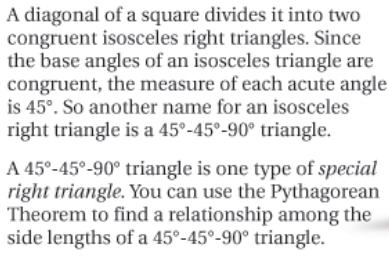 A diagonal of a square divides it into two
congruent isosceles right triangles. Since
the base angles of an isosceles triangle are
congruent, the measure of each acute angle
is 45°. So another name for an isosceles
right triangle is a 45°-45°-90° triangle.
A 45°-45°-90° triangle is one type of special
right triangle. You can use the Pythagorean
Theorem to find a relationship among the
side lengths of a 45°-45°-90° triangle.